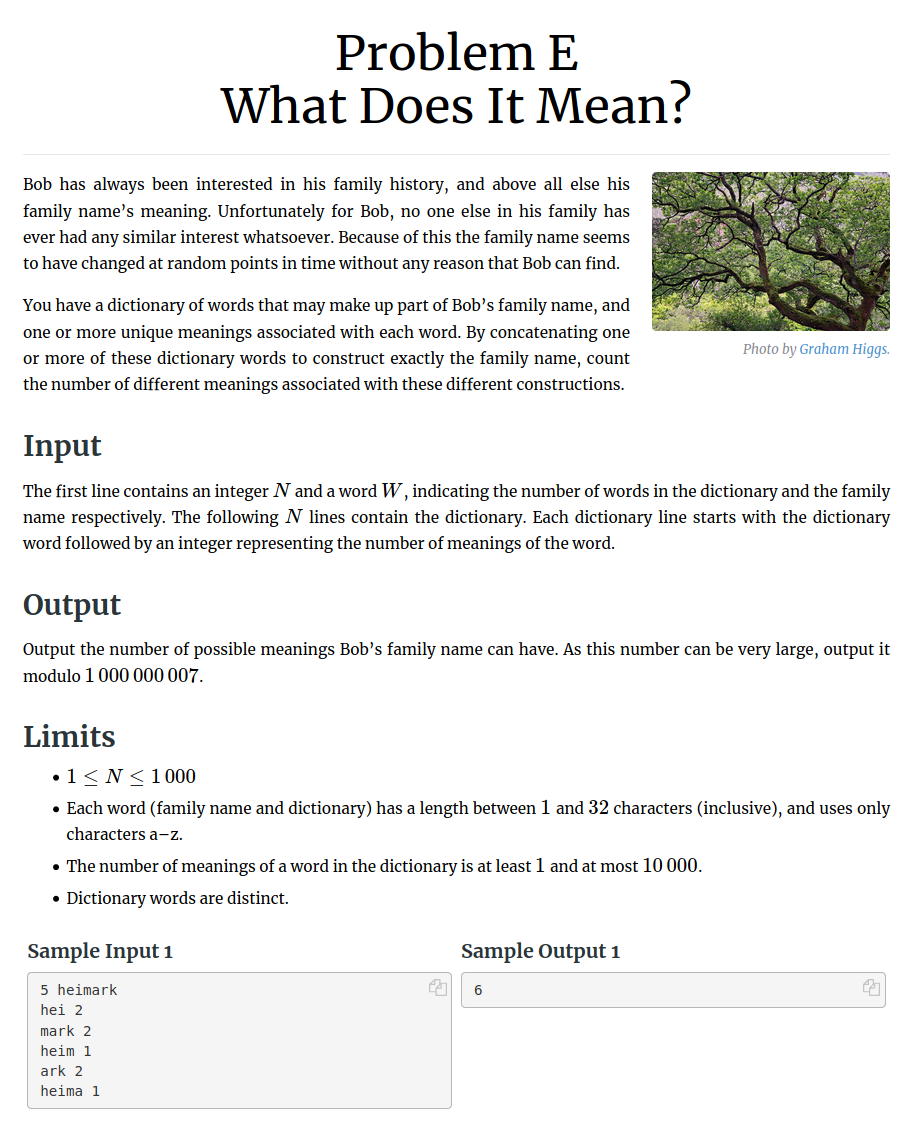 Problem E
What Does It Mean?
Bob has always been interested in his family history, and above all else his
family name’s meaning. Unfortunately for Bob, no one else in his family has
ever had any similar interest whatsoever. Because of this the family name seems
to have changed at random points in time without any reason that Bob can find.
You have a dictionary of words that may make up part of Bob’s family name, and
one or more unique meanings associated with each word. By concatenating one
or more of these dictionary words to construct exactly the family name, count
the number of different meanings associated with these different constructions.
Photo by Graham Higgs.
Input
The first line contains an integer N and a word W, indicating the number of words in the dictionary and the family
name respectively. The following N lines contain the dictionary. Each dictionary line starts with the dictionary
word followed by an integer representing the number of meanings of the word.
Output
Output the number of possible meanings Bob’s family name can have. As this number can be very large, output it
modulo 1 000 000 007.
Limits
• 1 ≤ N ≤ 1 000
• Each word (family name and dictionary) has a length between 1 and 32 characters (inclusive), and uses only
characters a–z.
• The number of meanings of a word in the dictionary is at least 1 and at most 10 000.
• Dictionary words are distinct.
Sample Input 1
5 heimark
hei 2
mark 2
heim 1
ark 2
heima 1
Sample Output 1
6